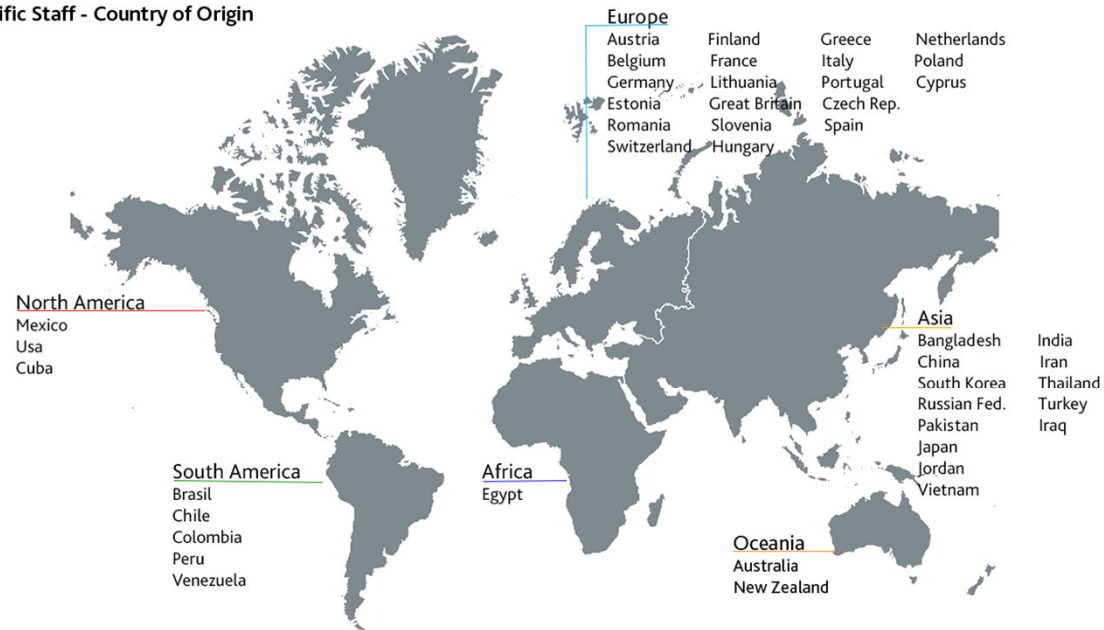 ific Staff - Country of Origin
Europe
Austria Finland Greece Netherlands
Belgium France Italy Poland
Germany Lithuania Portugal Cyprus
Estonia Great Britain Czech Rep.
Romania Slovenia Spain
Switzerland Hungary
North America
Mexico
Usa
Cuba
Asia
Bangladesh India
China Iran
South Korea Thailand
Russian Fed. Turkey
Pakistan Iraq
Japan
Jordan
Vietnam
South America
Brasil
Chile
Colombia
Peru
Venezuela
Africa
Egypt
Oceania
Australia
New Zealand